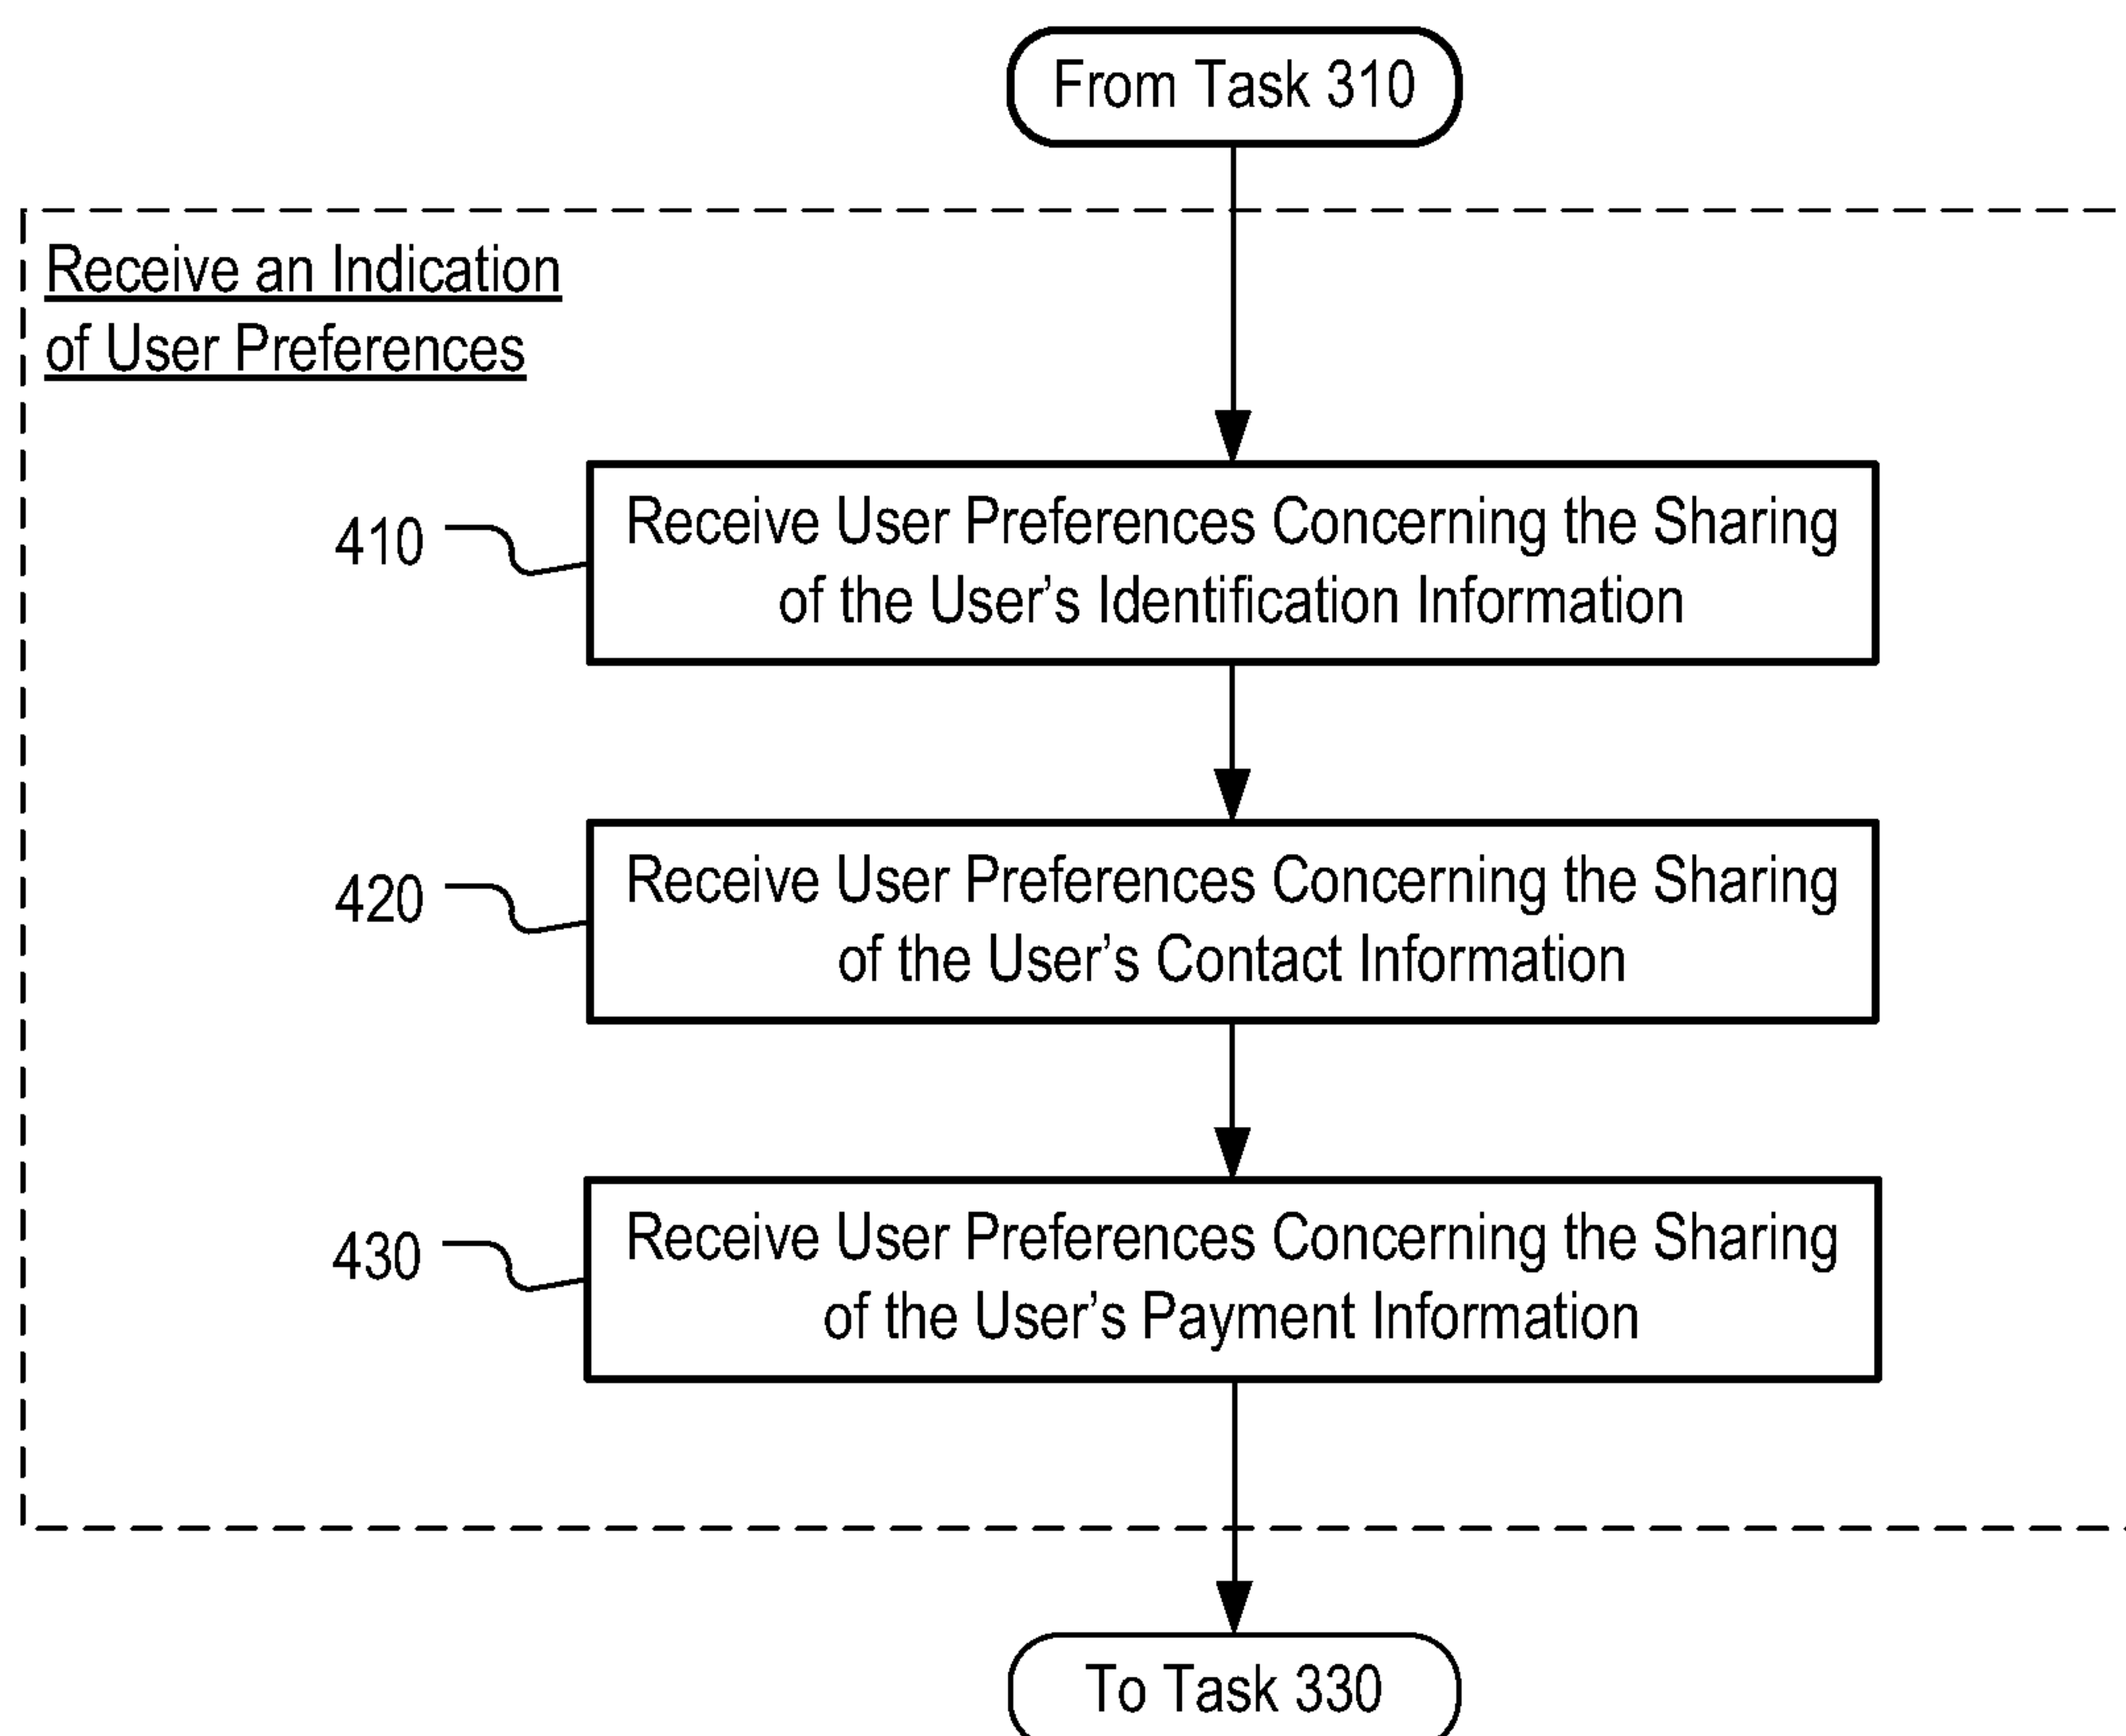 From Task 310
Receive an Indication
of User Preferences
410
Receive User Preferences Concerning the Sharing
of the User's Identification Information
420
Receive User Preferences Concerning the Sharing
of the User's Contact Information
430
Receive User Preferences Concerning the Sharing
of the User's Payment Information
To Task 330